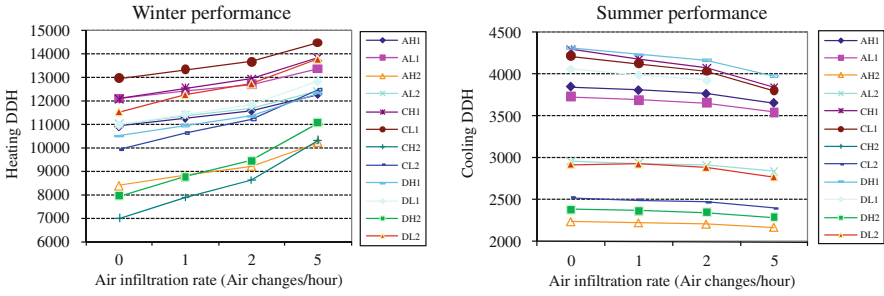 Winter performance
Heating DDH
15000
14000
13000
12000
11000
10000
9000
8000
7000
6000
0 1 2 5
Air infiltration rate (Air changes/hour)
AH1
AL1
AH2
AL2
CH1
CL1
CH2
CL2
DH1
DL1
DH2
DL2
Summer performance
Cooling DDH
4500
4000
3500
3000
2500
2000
0 1 2 5
Air infiltration rate (Air changes/hour)
AH1
AL1
AH2
AL2
CH1
CL1
CH2
CL2
DH1
DL1
DH2
DL2